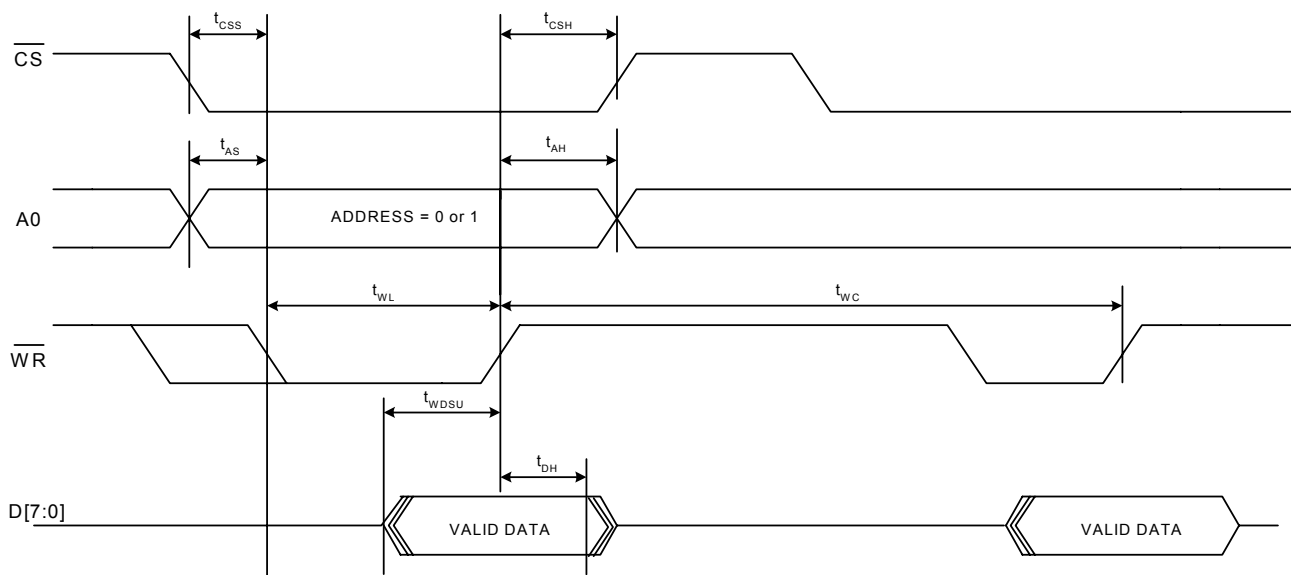 tCSS
tCSH
CS
tAS
tAH
A0
ADDRESS = 0 or 1
tWL
tWC
WR
tWDSU
tDH
D[7:0]
VALID DATA
VALID DATA